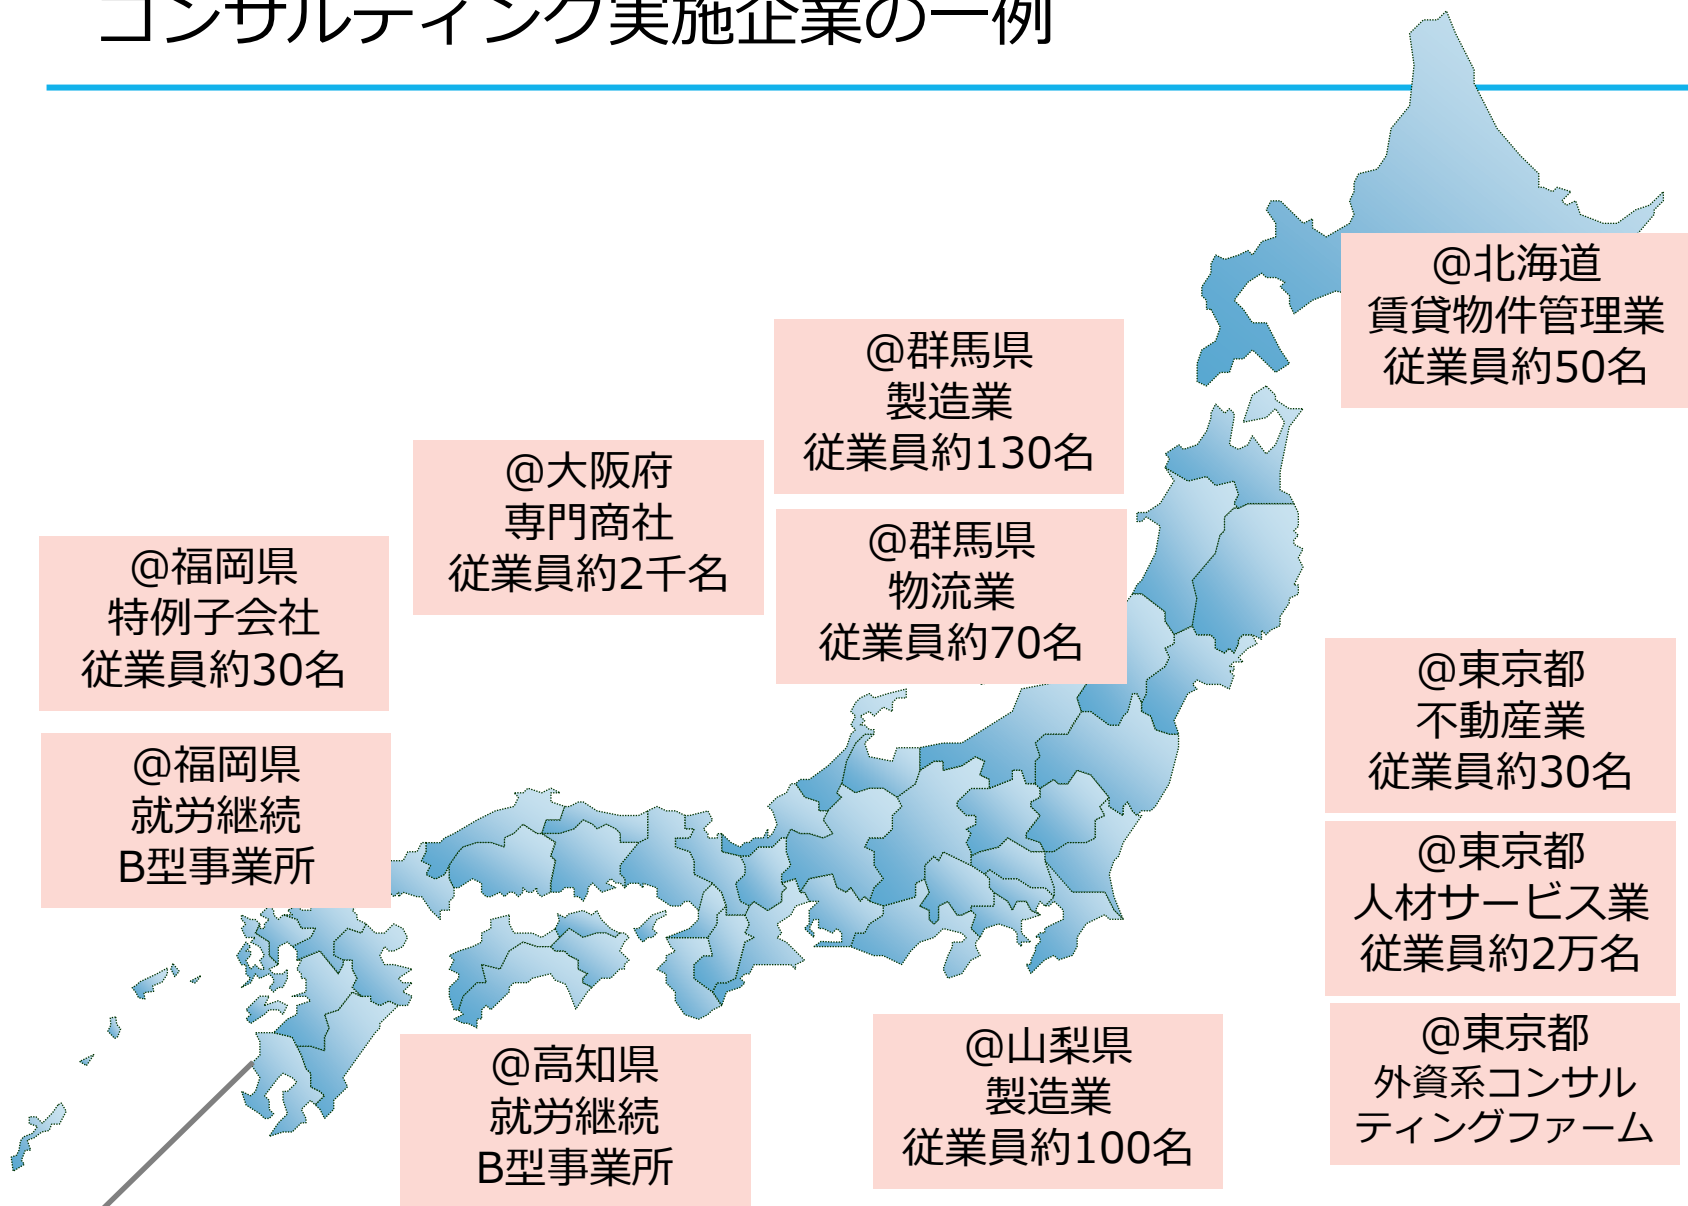 コンサルティング実施企業の一例
@北海道
賃貸物件管理業
従業員約50名
@群馬県
製造業
従業員約130名
@大阪府
専門商社
従業員約2千名
@群馬県
物流業
従業員約70名
@福岡県
特例子会社
従業員約30名
@福岡県
就労継続
B型事業所
@東京都
不動産業
従業員約30名
@東京都
人材サービス業
従業員約2万名
@東京都
外資系コンサル
ティングファーム
@高知県
就労継続
B型事業所
@山梨県
製造業
従業員約100名